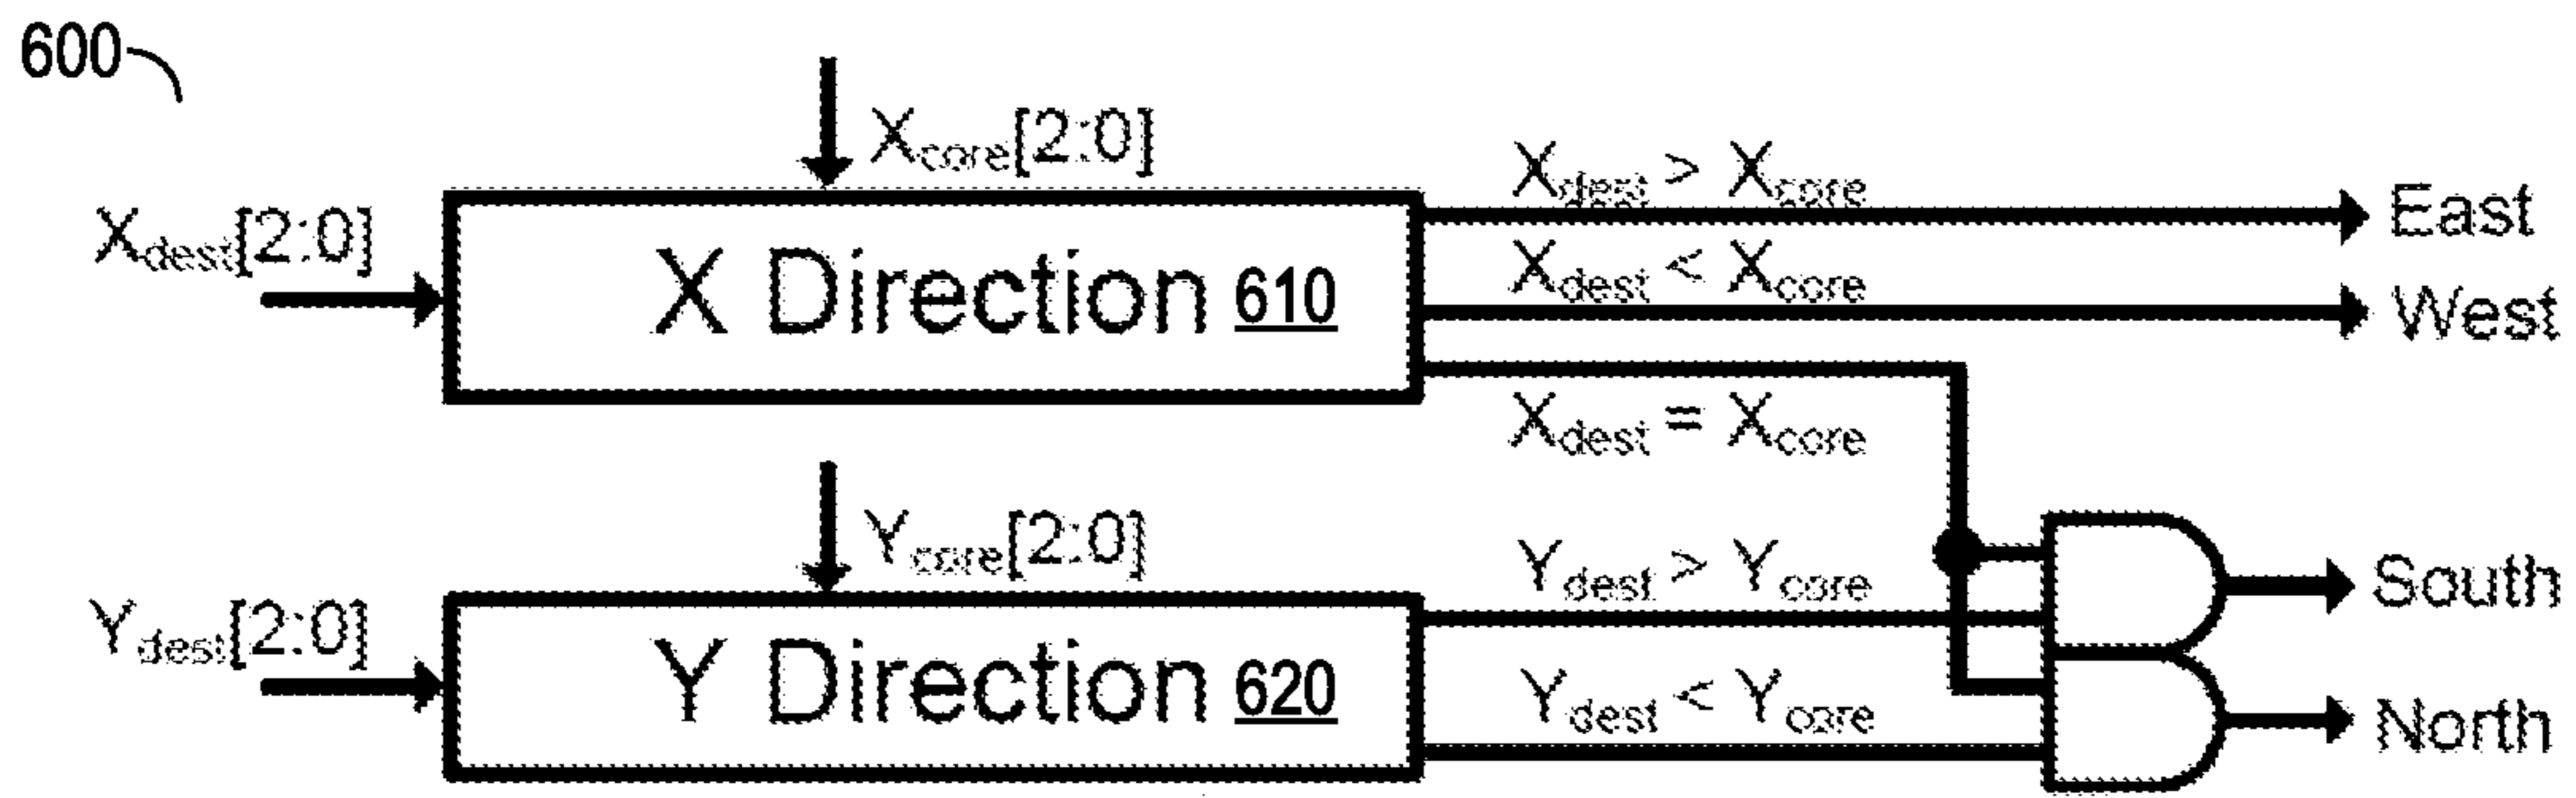 600
Xcore[2:0]
Xdest[2:0]
X Direction 610
Xdest > Xcore
East
Xdest < Xcore
West
Xdest = Xcore
Ycore[2:0]
Ydest[2:0]
Y Direction 620
Ydest > Ycore
South
Ydest < Ycore
North